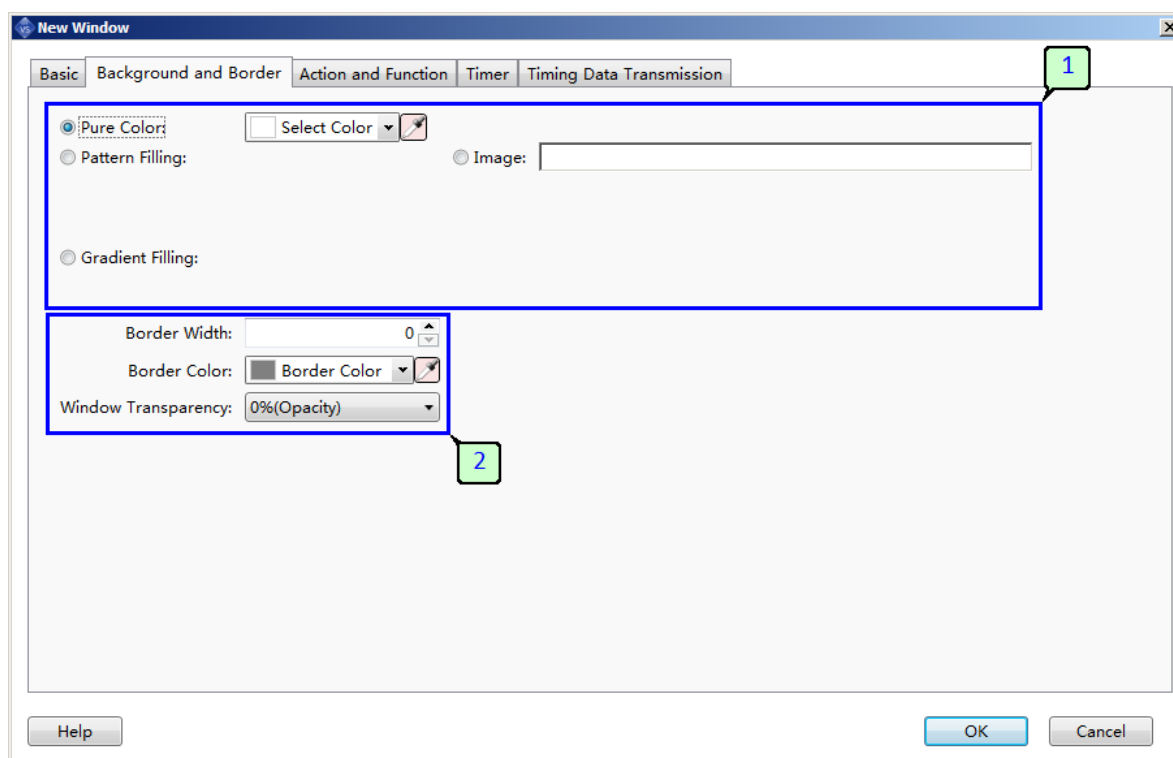 New Window
Basic Background and Border Action and Function Timer Timing Data Transmission
1
Pure Color: Select Color
Pattern Filling: Image:
Gradient Filling:
Border Width: 0
Border Color: Border Color
Window Transparency: 0%(Opacity)
2
Help OK Cancel